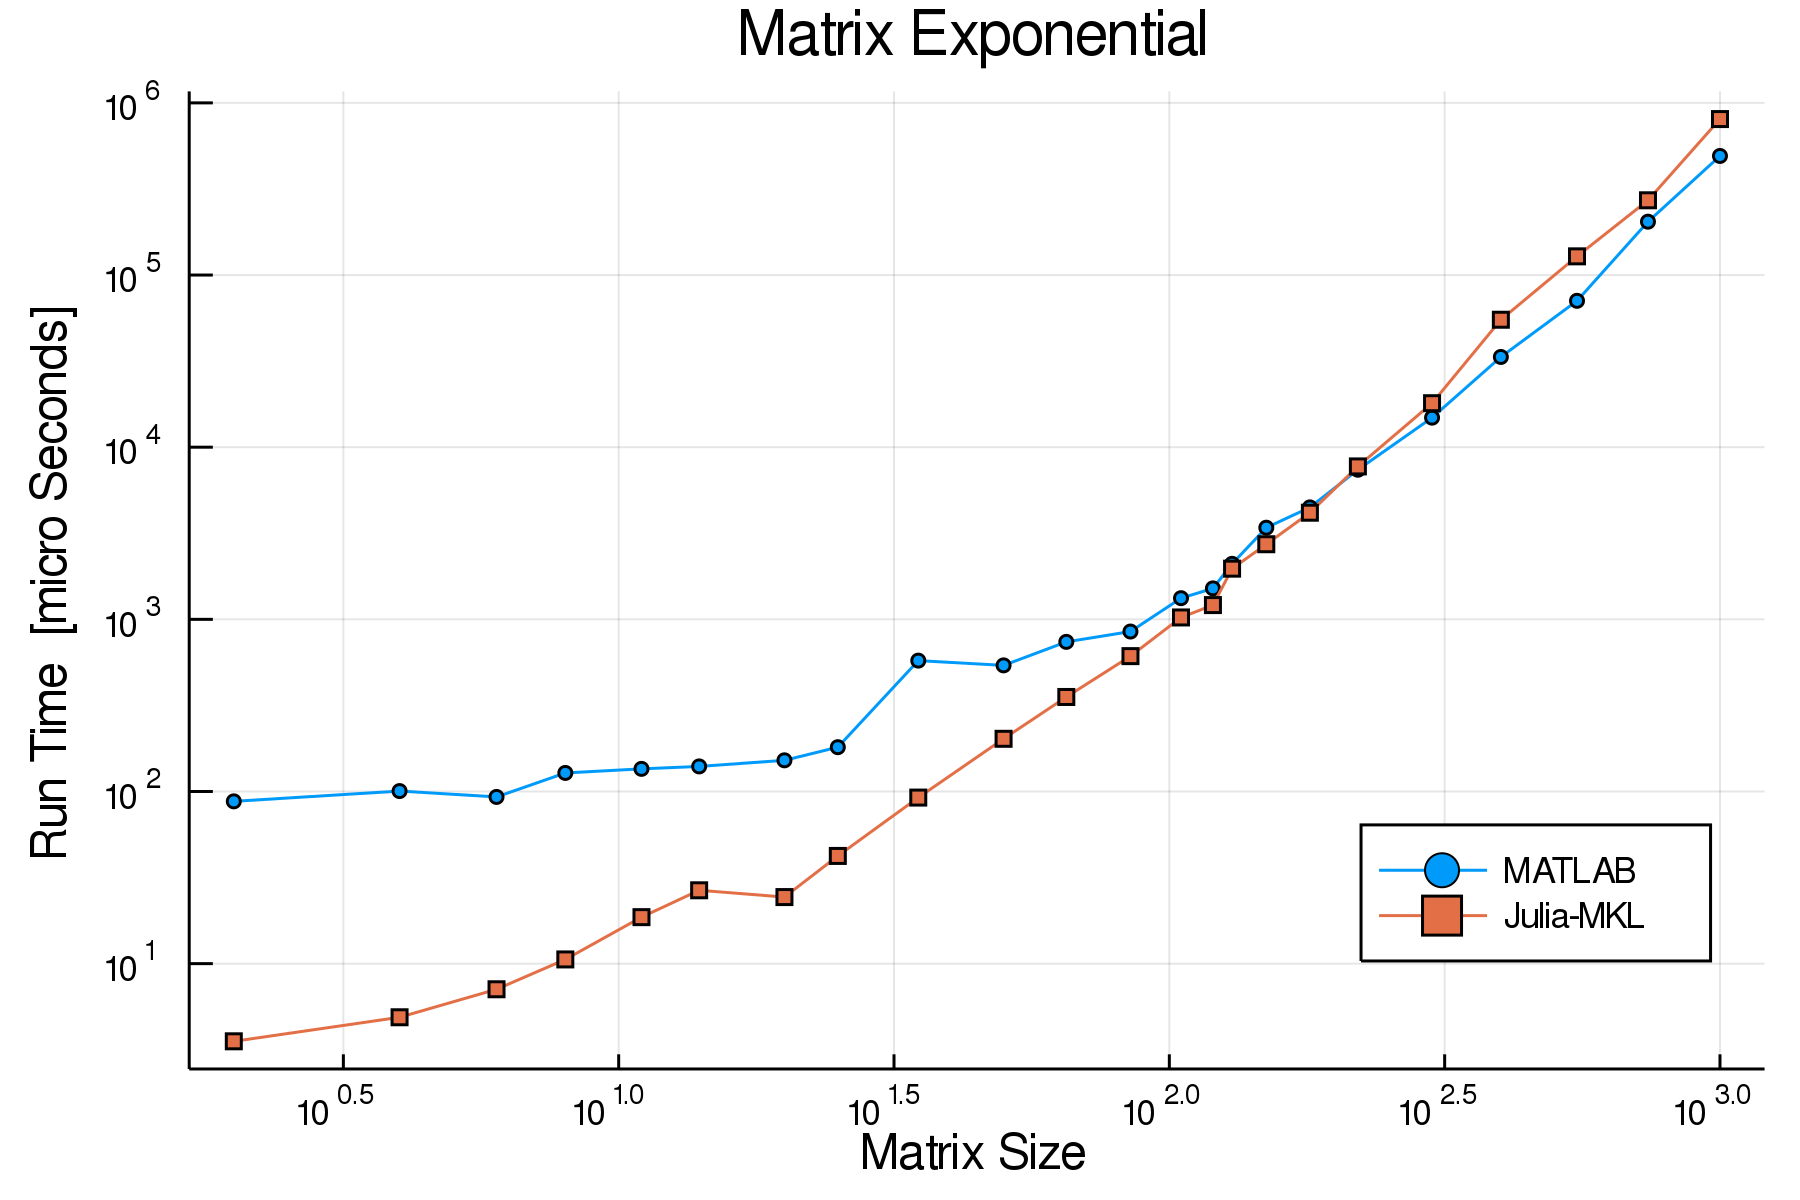 Matrix Exponential
Run Time [micro Seconds]
10^6
10^5
10^4
10^3
10^2
10^1
MATLAB
Julia-MKL
10^0.5 10^1.0 10^1.5 10^2.0 10^2.5 10^3.0
Matrix Size